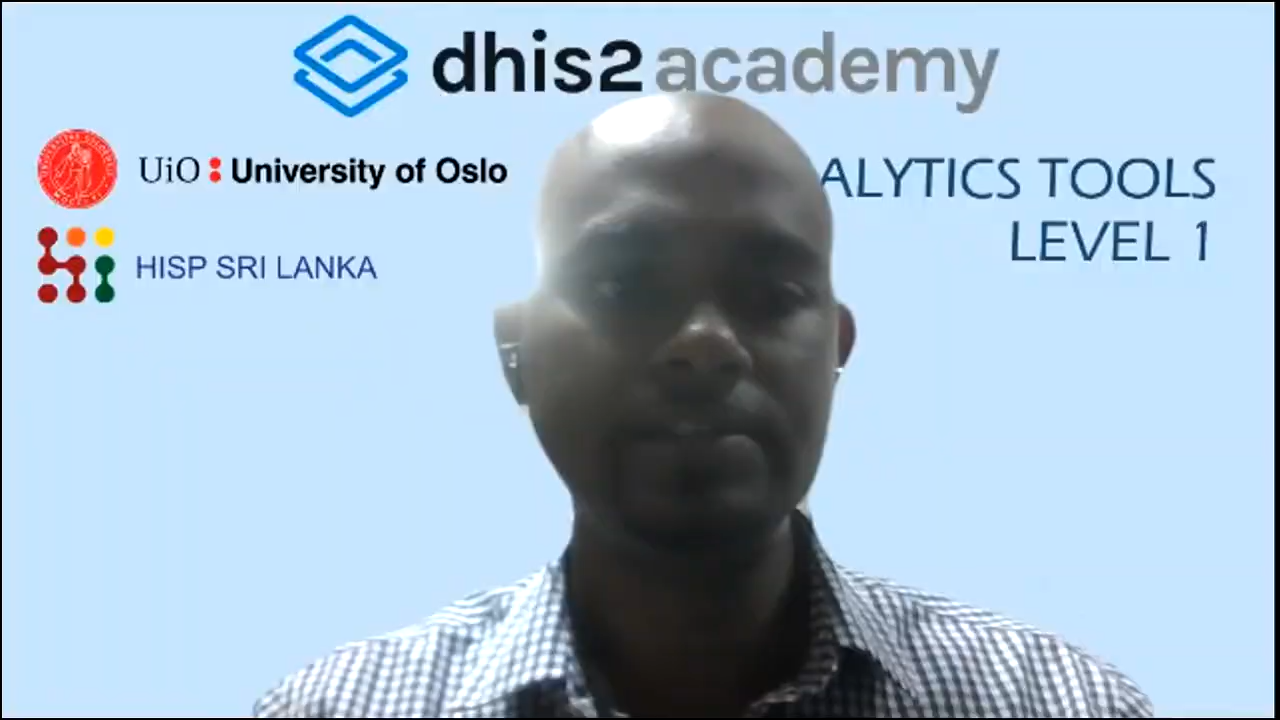 dhis2 academy
UiO : University of Oslo
ALYTICS TOOLS
LEVEL 1
HISP SRI LANKA